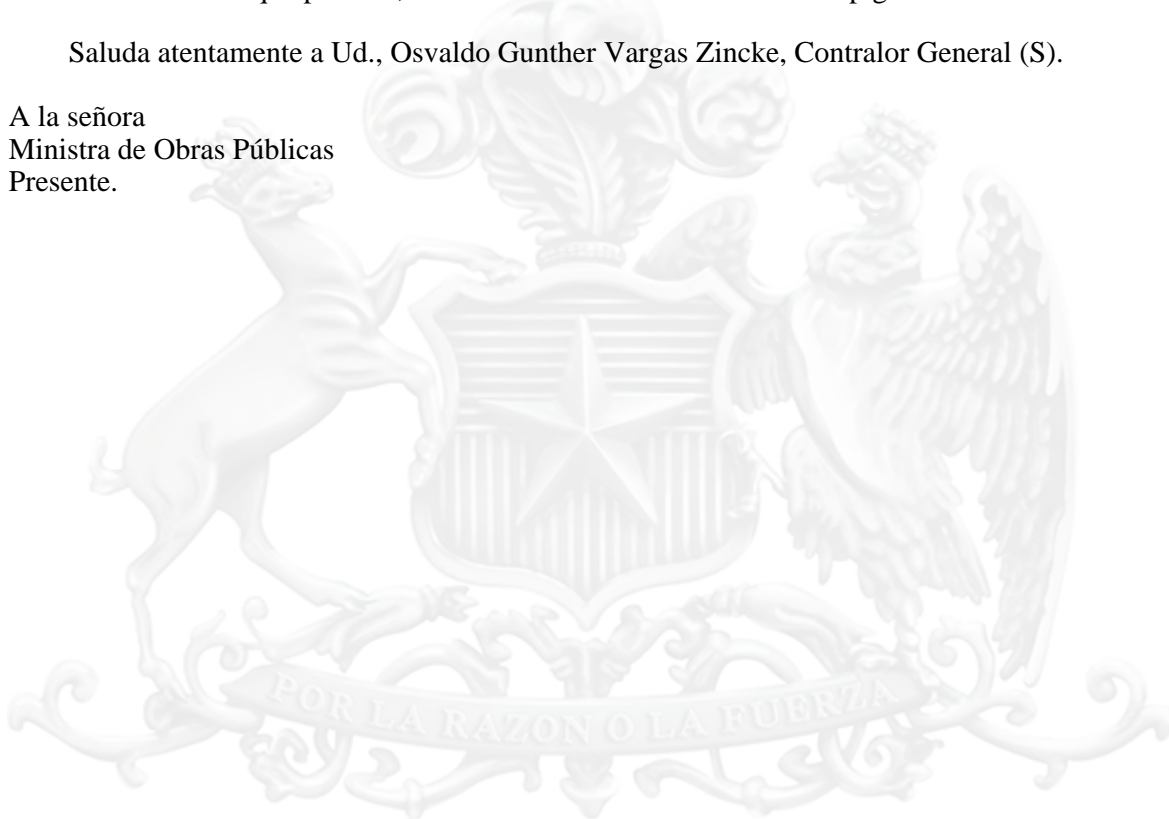 Saluda atentamente a Ud., Osvaldo Gunther Vargas Zincke, Contralor General (S).
A la señora
Ministra de Obras Públicas
Presente.
POR LA RAZON O LA FUERZA